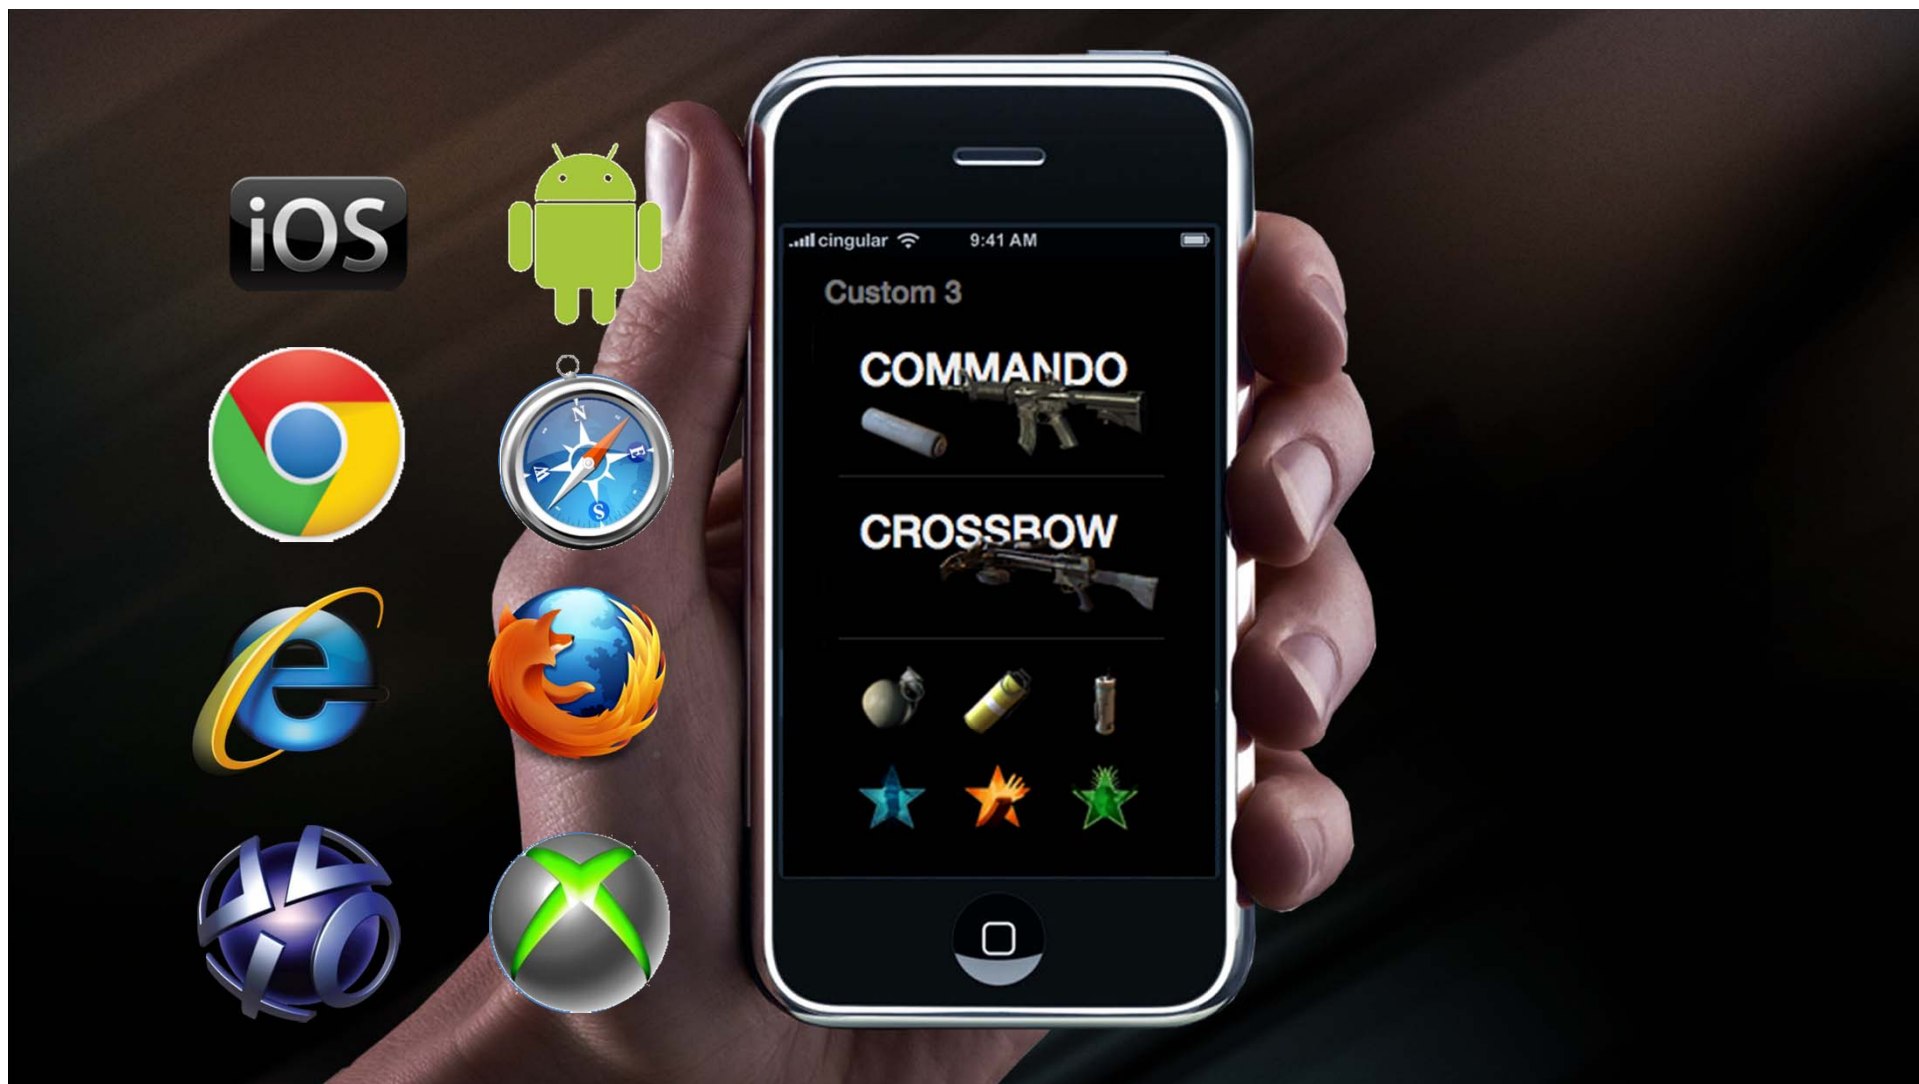 iOS
cingular 9:41 AM
Custom 3
COMMANDO
CROSSBOW
N
E
W
S